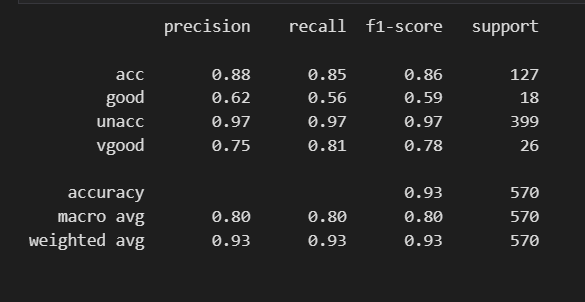 precision recall f1-score support
acc 0.88 0.85 0.86 127
good 0.62 0.56 0.59 18
unacc 0.97 0.97 0.97 399
vgood 0.75 0.81 0.78 26
accuracy 0.93 570
macro avg 0.80 0.80 0.80 570
weighted avg 0.93 0.93 0.93 570